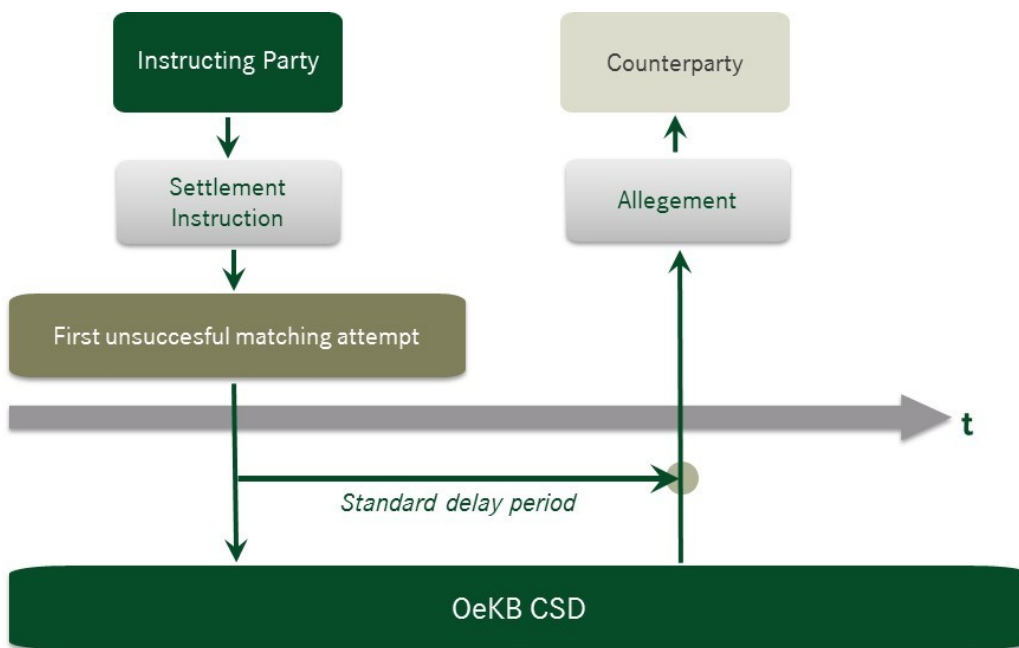 Instructing Party
Counterparty
Settlement
Instruction
Allegement
First unsuccesful matching attempt
t
Standard delay period
OeKB CSD